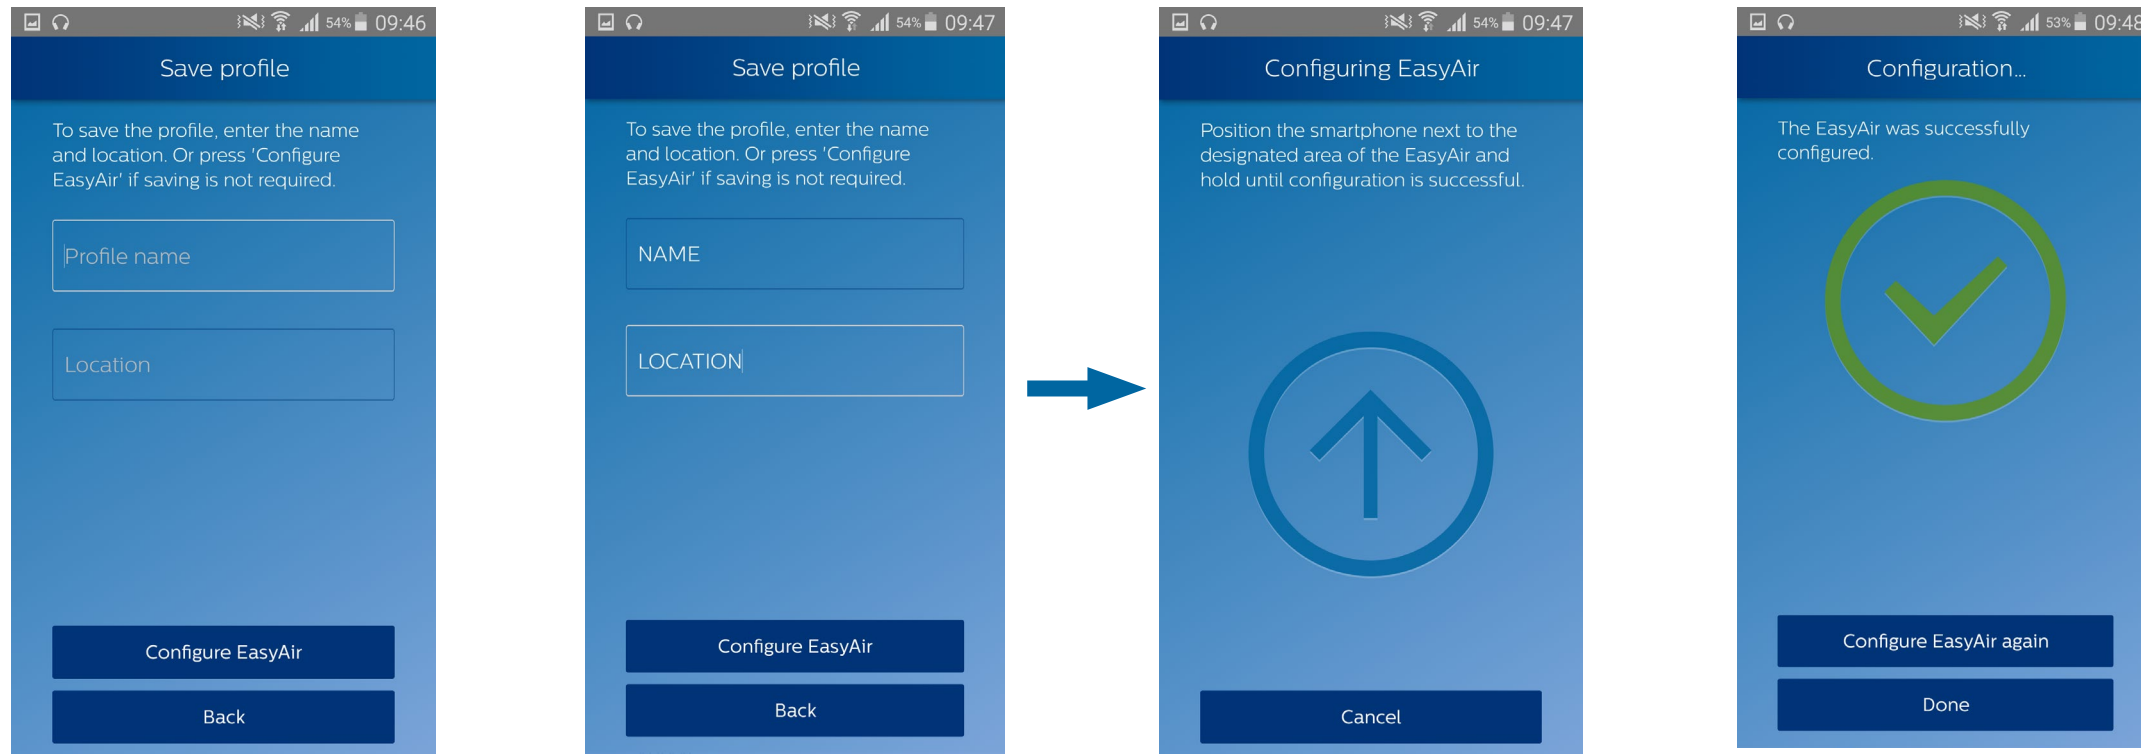 09:46
54%
Save profile
To save the profile, enter the name
and location. Or press 'Configure
EasyAir' if saving is not required.
Profile name
Location
Configure EasyAir
Back
54% 09:47
Save profile
To save the profile, enter the name
and location. Or press 'Configure
EasyAir' if saving is not required.
NAME
LOCATION
Configure EasyAir
Back
54% 09:47
Configuring EasyAir
Position the smartphone next to the
designated area of the EasyAir and
hold until configuration is successful.
Cancel
53% 09:48
Configuration...
The EasyAir was successfully
configured.
Configure EasyAir again
Done